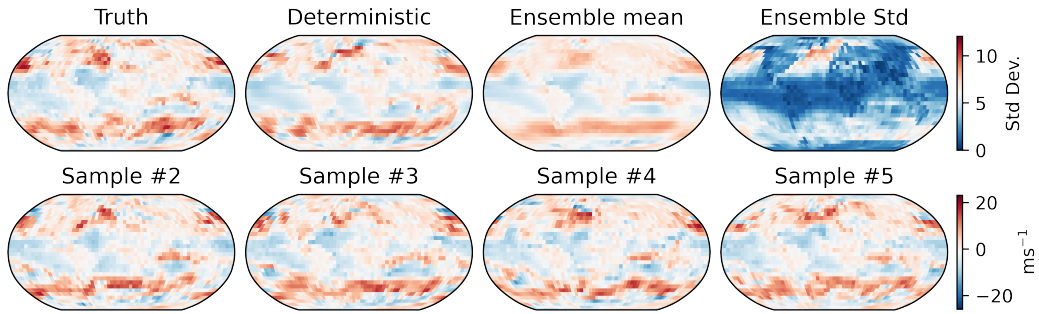 Truth
Deterministic
Ensemble mean
Ensemble Std
10
5
0
Std Dev.
Sample #2
Sample #3
Sample #4
Sample #5
20
0
−20
ms⁻¹